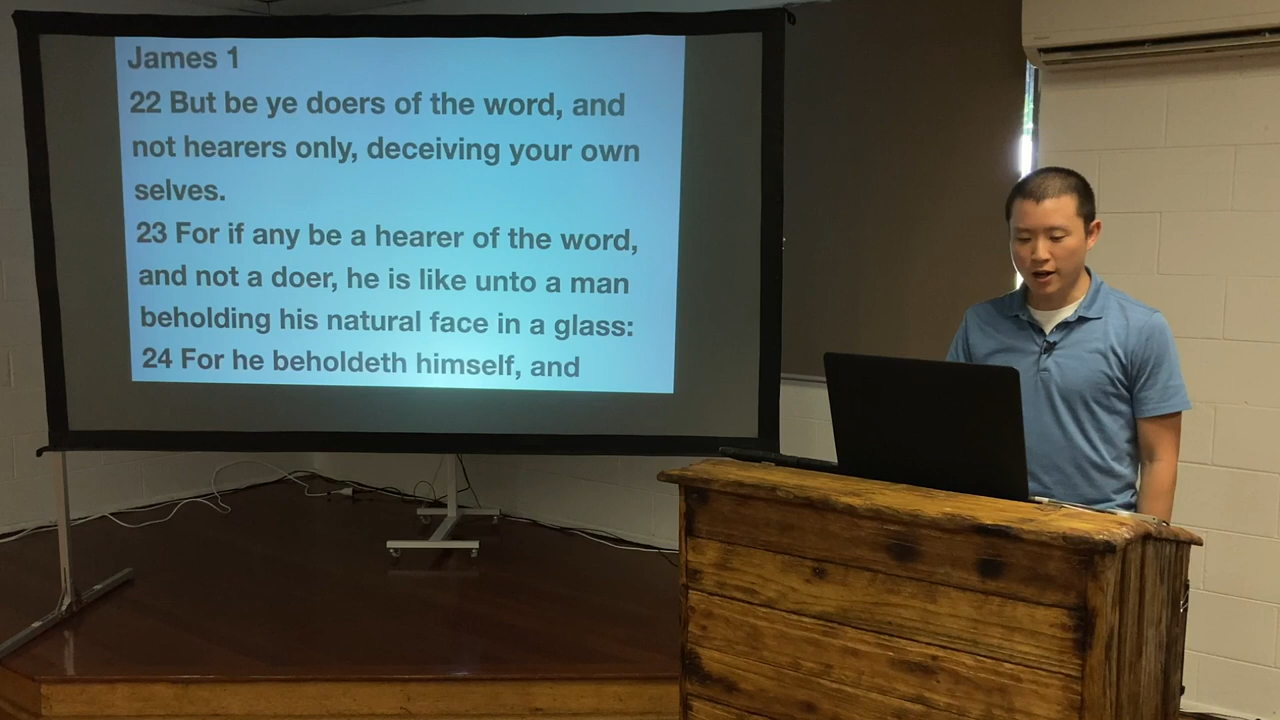 James 1
22 But be ye doers of the word, and
not hearers only, deceiving your own
selves.
23 For if any be a hearer of the word,
and not a doer, he is like unto a man
beholding his natural face in a glass:
24 For he beholdeth himself, and